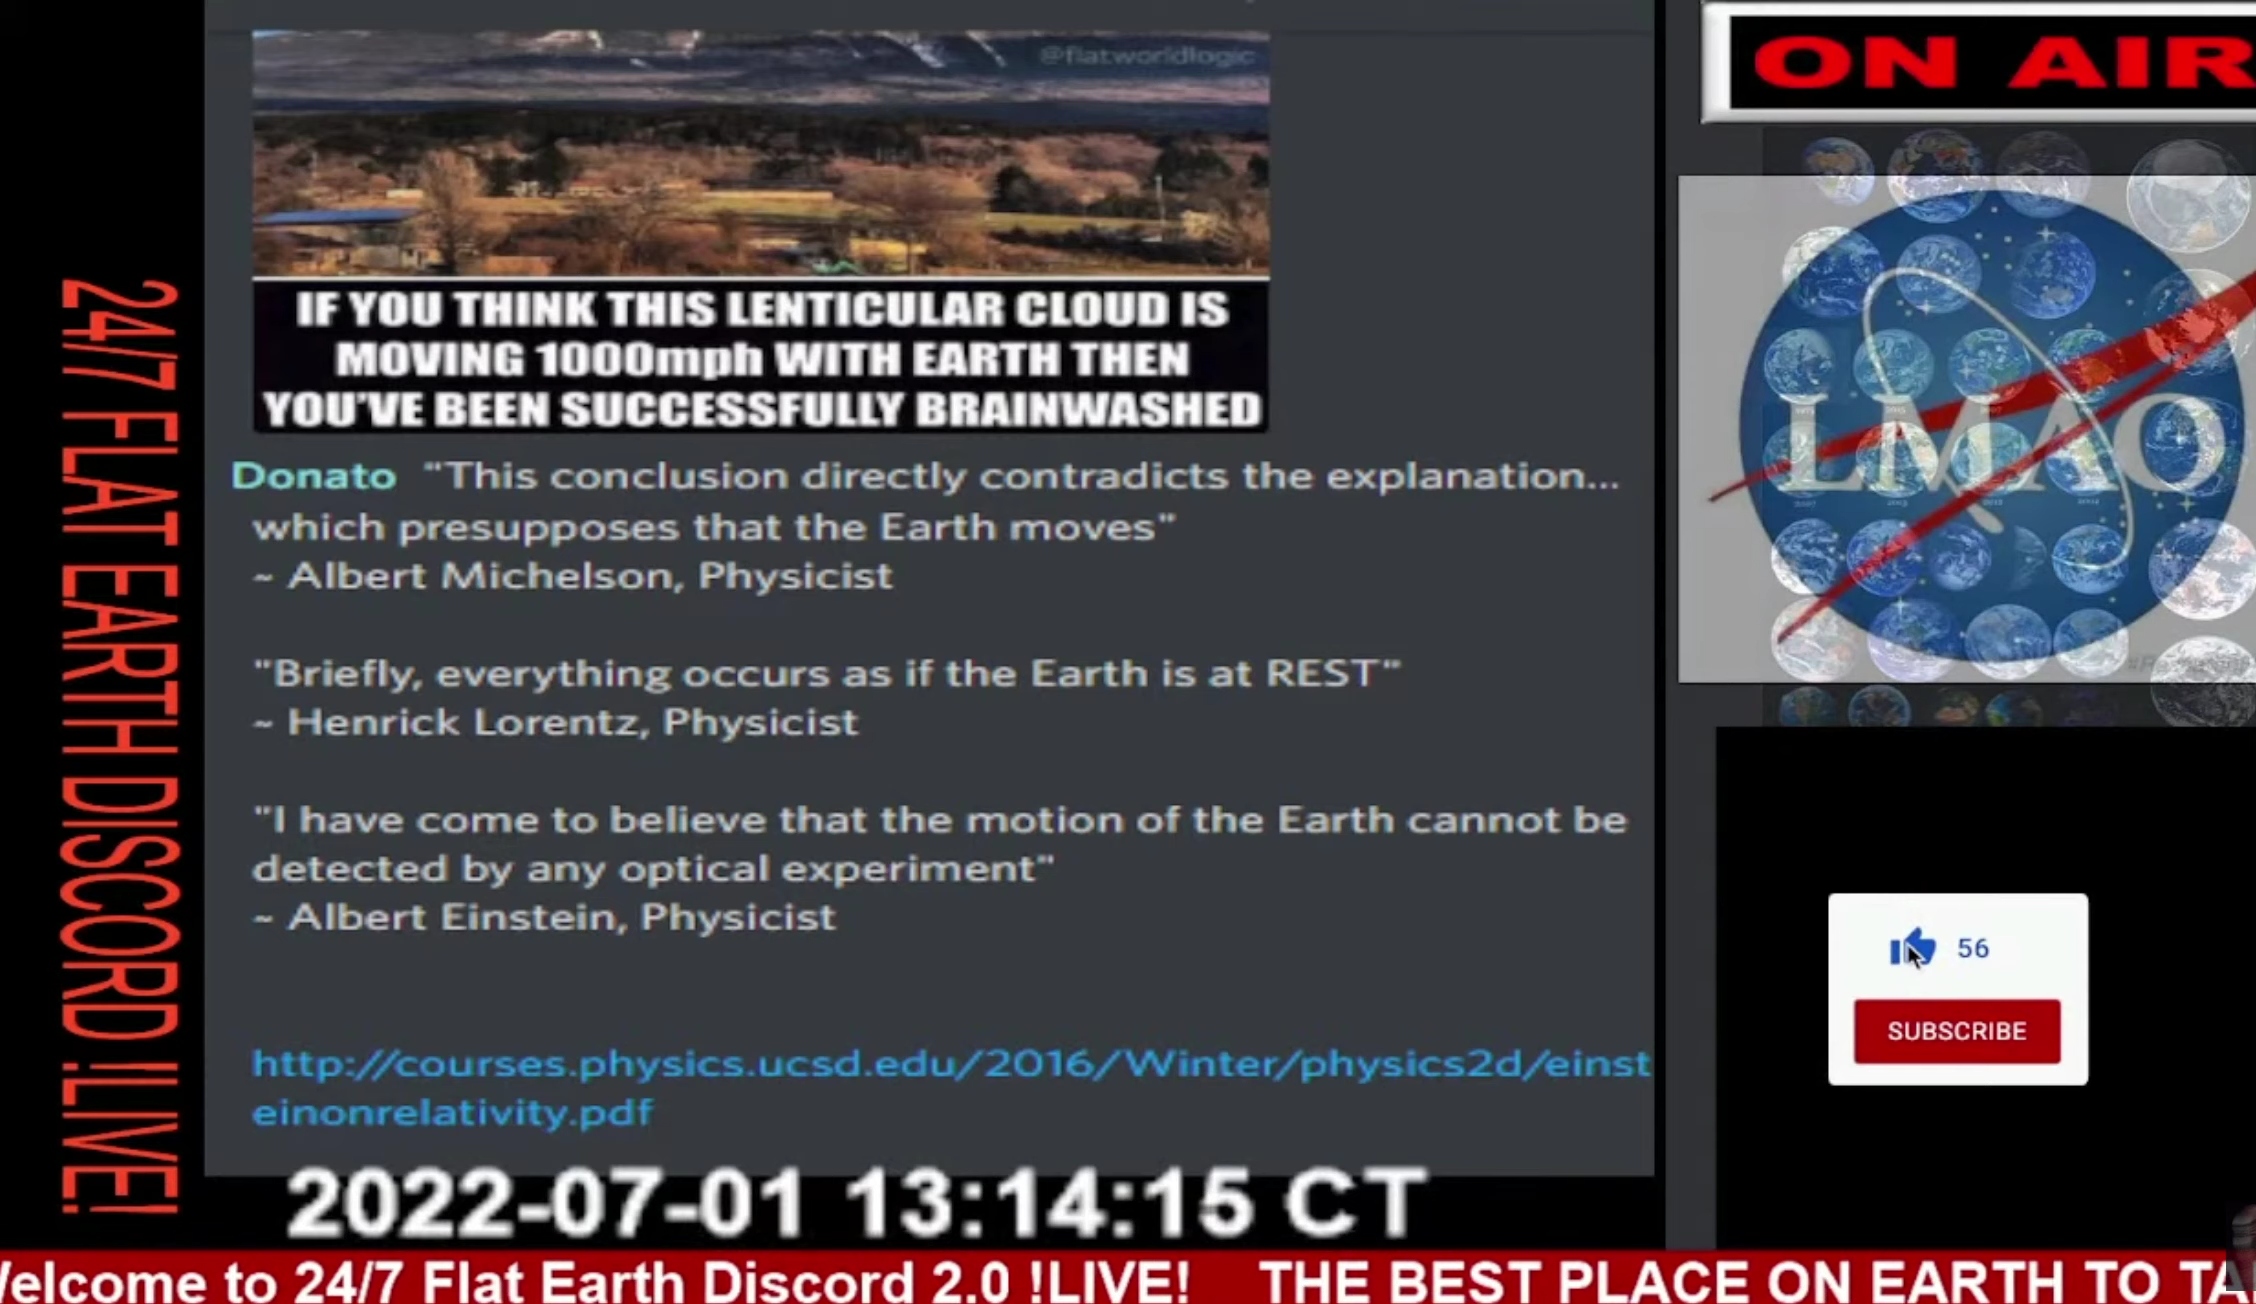 @flatworldlogic
IF YOU THINK THIS LENTICULAR CLOUD IS
MOVING 1000mph WITH EARTH THEN
YOU'VE BEEN SUCCESSFULLY BRAINWASHED
Donato "This conclusion directly contradicts the explanation...
which presupposes that the Earth moves"
~ Albert Michelson, Physicist
"Briefly, everything occurs as if the Earth is at REST"
~ Henrick Lorentz, Physicist
"I have come to believe that the motion of the Earth cannot be
detected by any optical experiment"
~ Albert Einstein, Physicist
http://courses.physics.ucsd.edu/2016/Winter/physics2d/einst
einonrelativity.pdf
2022-07-01 13:14:15 CT
24/7 FLAT EARTH DISCORD !LIVE!
ON AIR
LMAO
56
SUBSCRIBE
elcome to 24/7 Flat Earth Discord 2.0 !LIVE! THE BEST PLACE ON EARTH TO TA